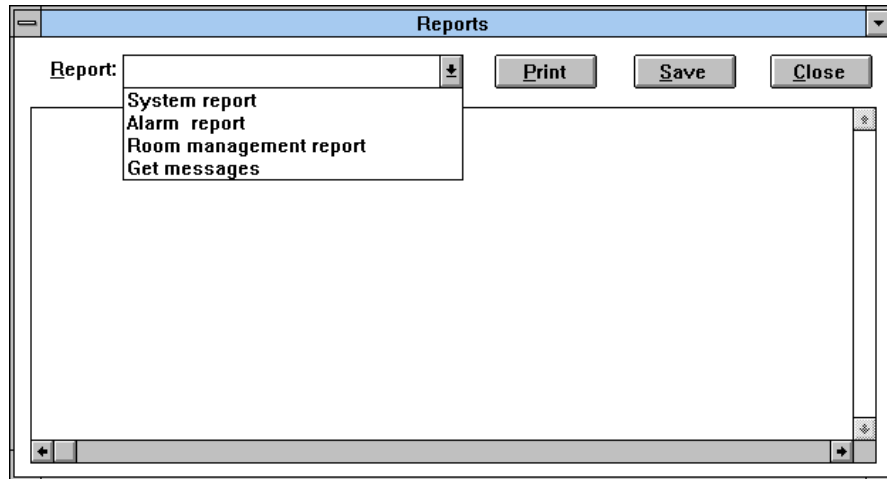 Reports
Report: Print Save Close
System report
Alarm  report
Room management report
Get messages